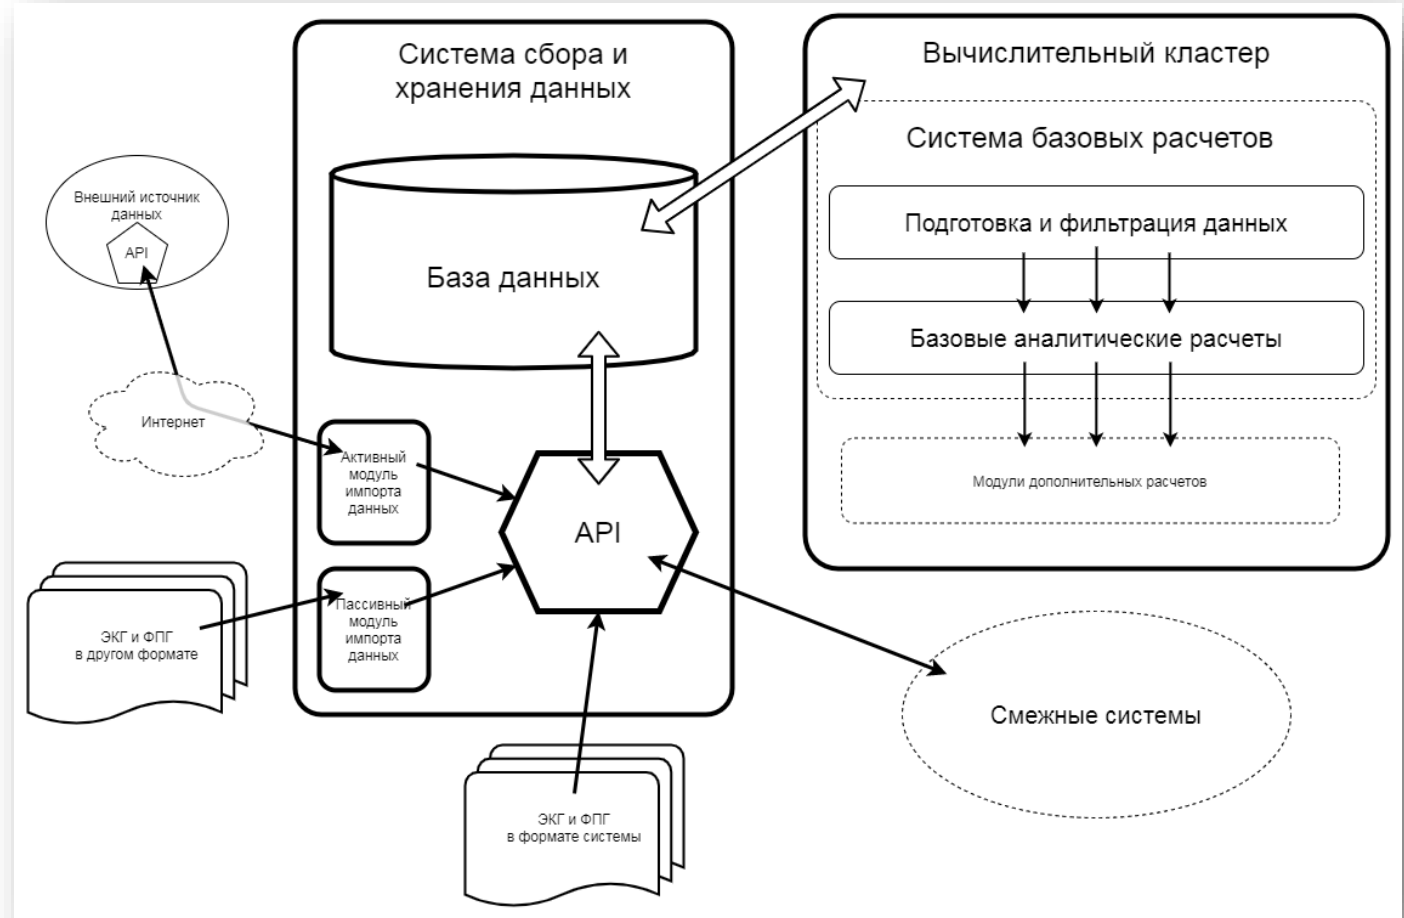 Система сбора и
хранения данных
База данных
Внешний источник
данных
API
Интернет
Активный
модуль
импорта
данных
Пассивный
модуль
импорта
данных
API
ЭКГ и ФПГ
в другом формате
ЭКГ и ФПГ
в формате системы
Вычислительный кластер
Система базовых расчетов
Подготовка и фильтрация данных
Базовые аналитические расчеты
Модули дополнительных расчетов
Смежные системы